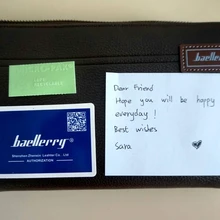 baellerry
Dear Friend
Hope you will be happy
everyday!
Best wishes
Sara
baellerry
Shenzhen Zhenxin Leather Co. Ltd
AUTHORIZATION